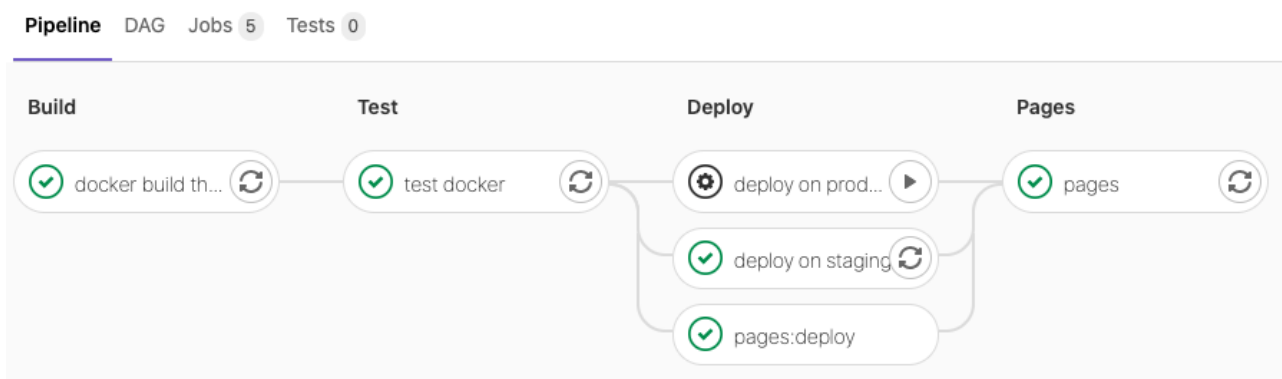 Pipeline DAG Jobs 5 Tests 0
Build Test Deploy Pages
docker build th... test docker deploy on prod... pages
deploy on staging
pages:deploy